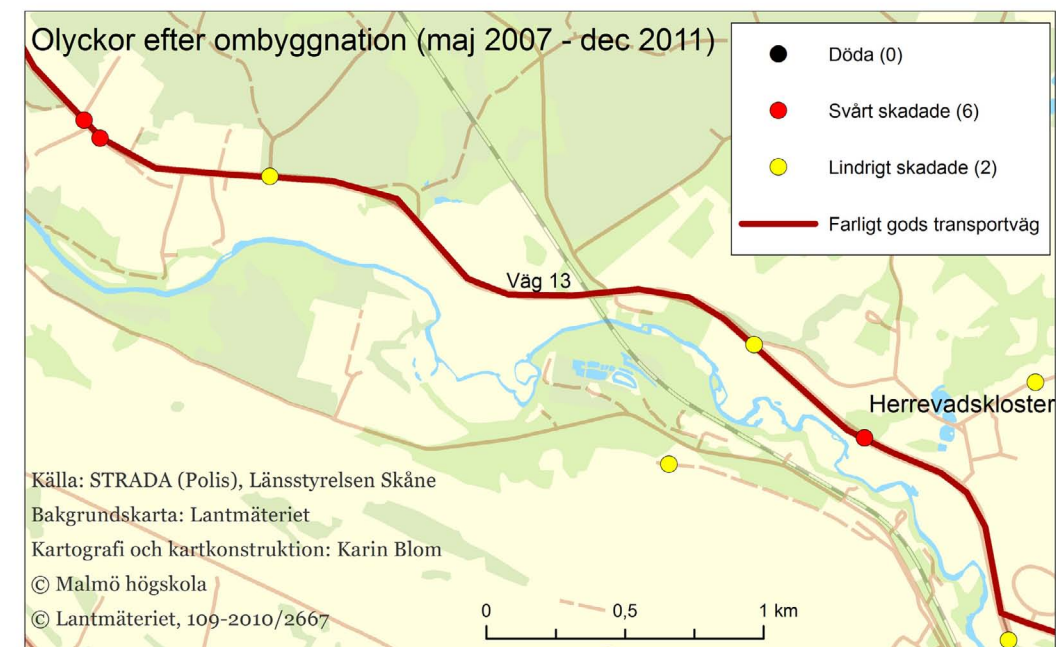 Olyckor efter ombyggnation (maj 2007 - dec 2011)
Döda (0)
Svårt skadade (6)
Lindrigt skadade (2)
Farligt gods transportväg
Väg 13
Herrevadskloster
Källa: STRADA (Polis), Länsstyrelsen Skåne
Bakgrundskarta: Lantmäteriet
Kartografi och kartkonstruktion: Karin Blom
© Malmö högskola
© Lantmäteriet, 109-2010/2667
0 0,5 1 km